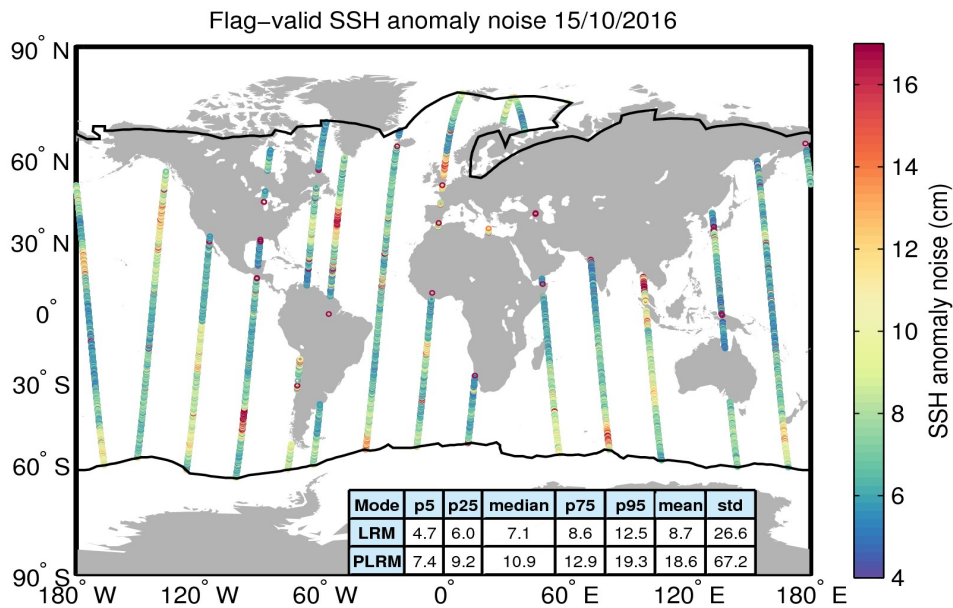 Flag−valid SSH anomaly noise 15/10/2016
90° N
60° N
30° N
0°
30° S
60° S
90° S
180° W
120° W
60° W
0°
60° E
120° E
180° E
16
14
12
10
8
6
4
SSH anomaly noise (cm)
Mode p5 p25 median p75 p95 mean std
LRM 4.7 6.0 7.1 8.6 12.5 8.7 26.6
PLRM 7.4 9.2 10.9 12.9 19.3 18.6 67.2